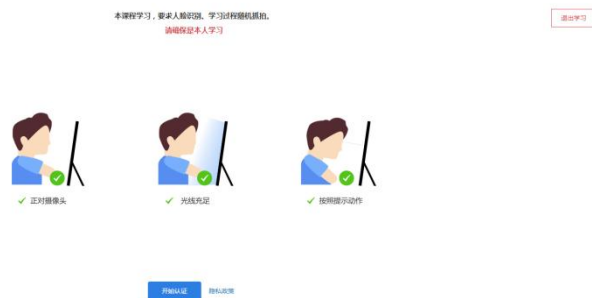 本课程学习，要求人脸识别。学习过程随机抓拍。
请确保是本人学习
退出学习
正对摄像头
光线充足
按照提示动作
开始认证
隐私政策